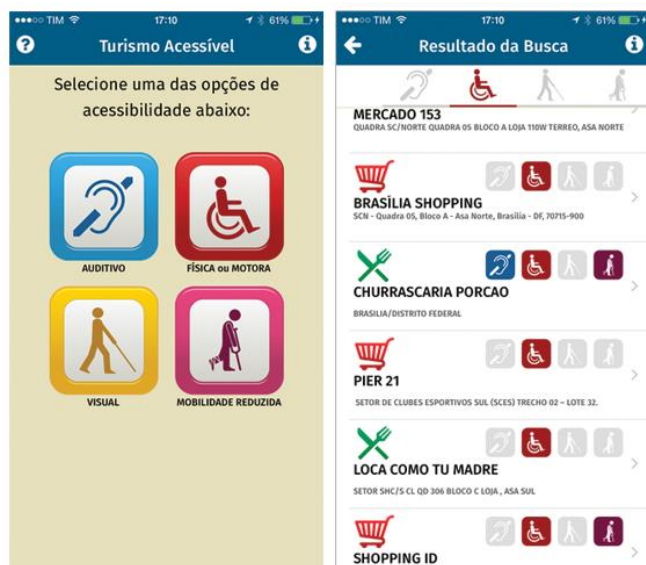 ●●●○○ TIM 17:10 61%
? Turismo Acessível i
Selecione uma das opções de
acessibilidade abaixo:
AUDITIVO FÍSICA ou MOTORA
VISUAL MOBILIDADE REDUZIDA
●●●○○ TIM 17:10 61%
Resultado da Busca i
MERCADO 153
QUADRA SC/NORTE QUADRA 05 BLOCO A LOJA 110W TERREO, ASA NORTE
BRASÍLIA SHOPPING
SCN - Quadra 05, Bloco A - Asa Norte, Brasília - DF, 70715-900
CHURRASCARIA PORCAO
BRASILIA/DISTRITO FEDERAL
PIER 21
SETOR DE CLUBES ESPORTIVOS SUL (SCES) TRECHO 02 – LOTE 32.
LOCA COMO TU MADRE
SETOR SHC/S CL QD 306 BLOCO C LOJA , ASA SUL
SHOPPING ID